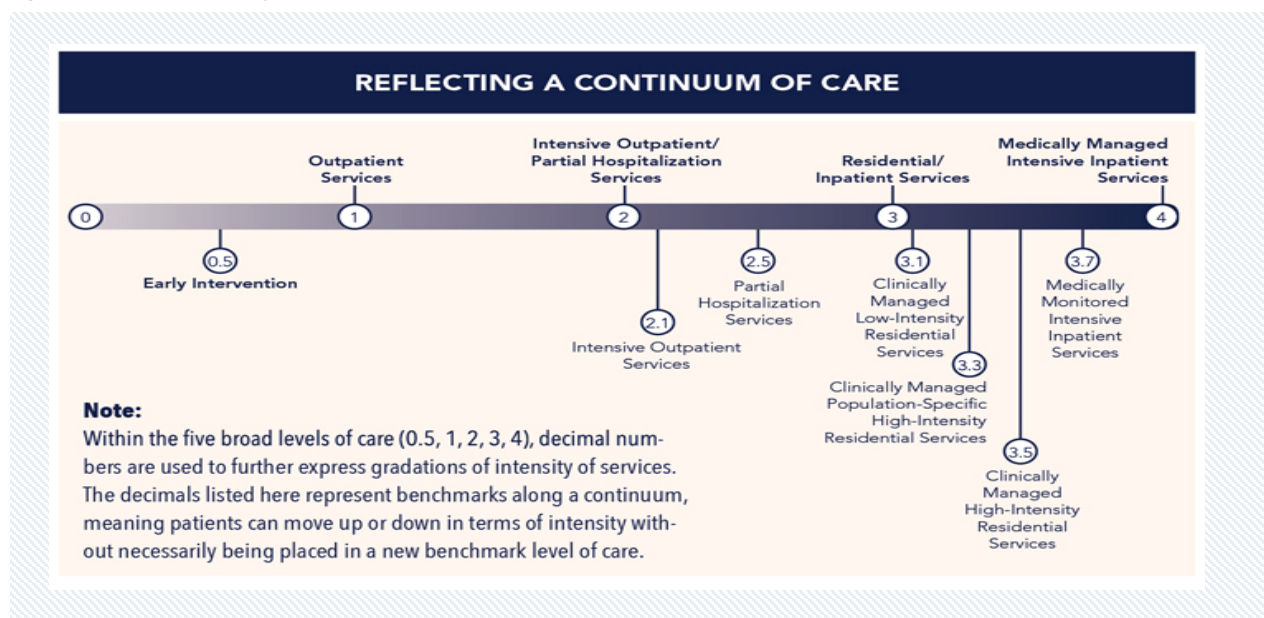 REFLECTING A CONTINUUM OF CARE
Outpatient
Services
Intensive Outpatient/
Partial Hospitalization
Services
Residential/
Inpatient Services
Medically Managed
Intensive Inpatient
Services
0
1
2
3
4
0.5
Early Intervention
2.1
Intensive Outpatient
Services
2.5
Partial
Hospitalization
Services
3.1
Clinically
Managed
Low-Intensity
Residential
Services
3.3
Clinically Managed
Population-Specific
High-Intensity
Residential Services
3.5
Clinically
Managed
High-Intensity
Residential
Services
3.7
Medically
Monitored
Intensive
Inpatient
Services
Note:
Within the five broad levels of care (0.5, 1, 2, 3, 4), decimal num-
bers are used to further express gradations of intensity of services.
The decimals listed here represent benchmarks along a continuum,
meaning patients can move up or down in terms of intensity with-
out necessarily being placed in a new benchmark level of care.